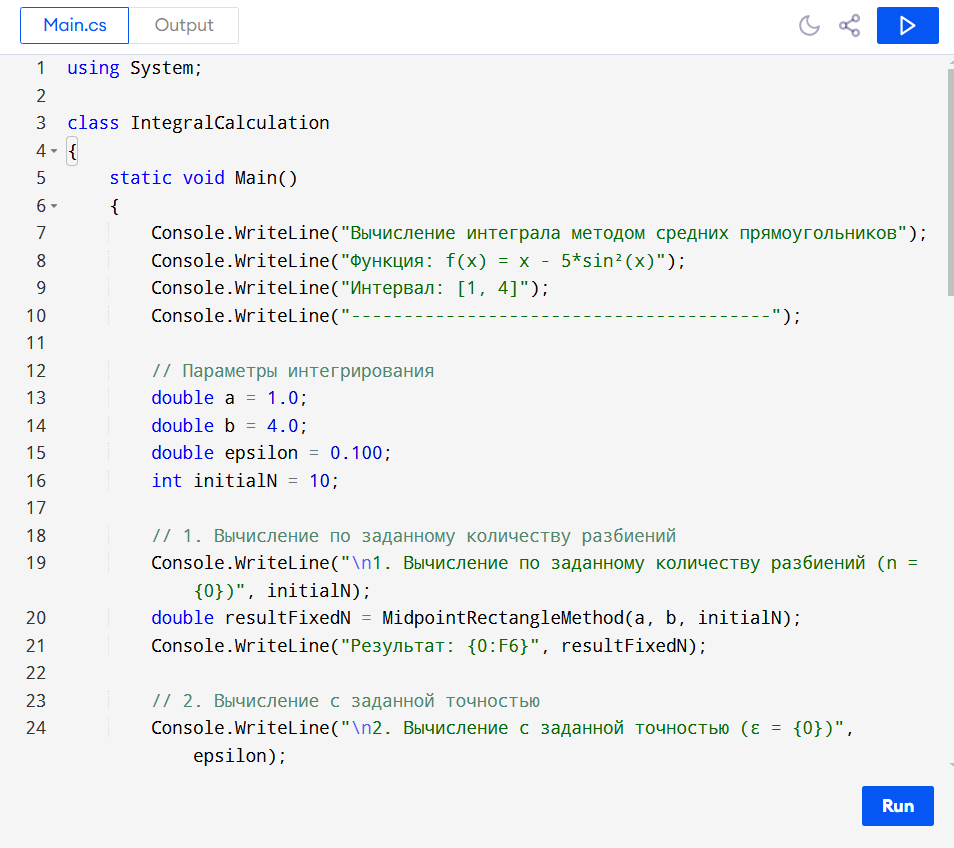 Main.cs Output
1 using System;
2
3 class IntegralCalculation
4 {
5 static void Main()
6 {
7 Console.WriteLine("Вычисление интеграла методом средних прямоугольников");
8 Console.WriteLine("Функция: f(x) = x - 5*sin²(x)");
9 Console.WriteLine("Интервал: [1, 4]");
10 Console.WriteLine("----------------------------------------");
11
12 // Параметры интегрирования
13 double a = 1.0;
14 double b = 4.0;
15 double epsilon = 0.100;
16 int initialN = 10;
17
18 // 1. Вычисление по заданному количеству разбиений
19 Console.WriteLine("\n1. Вычисление по заданному количеству разбиений (n =
{0})", initialN);
20 double resultFixedN = MidpointRectangleMethod(a, b, initialN);
21 Console.WriteLine("Результат: {0:F6}", resultFixedN);
22
23 // 2. Вычисление с заданной точностью
24 Console.WriteLine("\n2. Вычисление с заданной точностью (ε = {0})",
epsilon);
Run